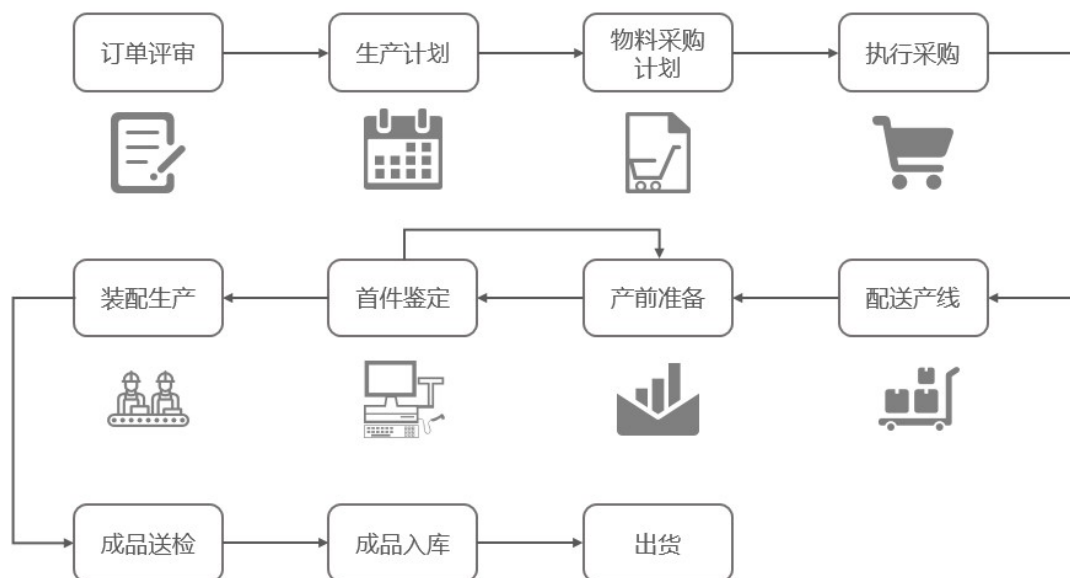 订单评审
生产计划
物料采购
计划
执行采购
装配生产
首件鉴定
产前准备
配送产线
成品送检
成品入库
出货